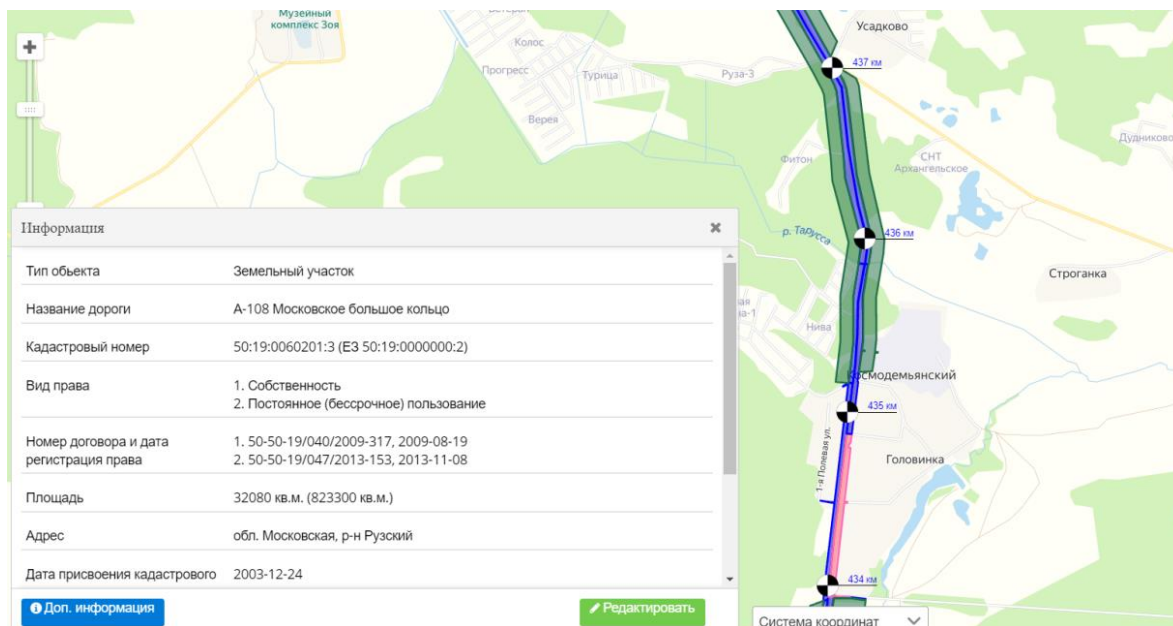 Музейный
комплекс Зоя
Усадково
Колос
437 км
Прогресс
Турица
Руза-3
Верея
Дудниково
Фитон
СНТ
Архангельское
р. Тарусса
436 км
Строганка
Нива
Космодемьянский
435 км
1-я Полевая ул.
Головинка
434 км
Система координат
Информация
Тип обьекта Земельный участок
Название дороги А-108 Московское большое кольцо
Кадастровый номер 50:19:0060201:3 (ЕЗ 50:19:0000000:2)
Вид права 1. Собственность
2. Постоянное (бессрочное) пользование
Номер договора и дата 1. 50-50-19/040/2009-317, 2009-08-19
регистрация права 2. 50-50-19/047/2013-153, 2013-11-08
Площадь 32080 кв.м. (823300 кв.м.)
Адрес обл. Московская, р-н Рузский
Дата присвоения кадастрового 2003-12-24
Доп. информация
Редактировать